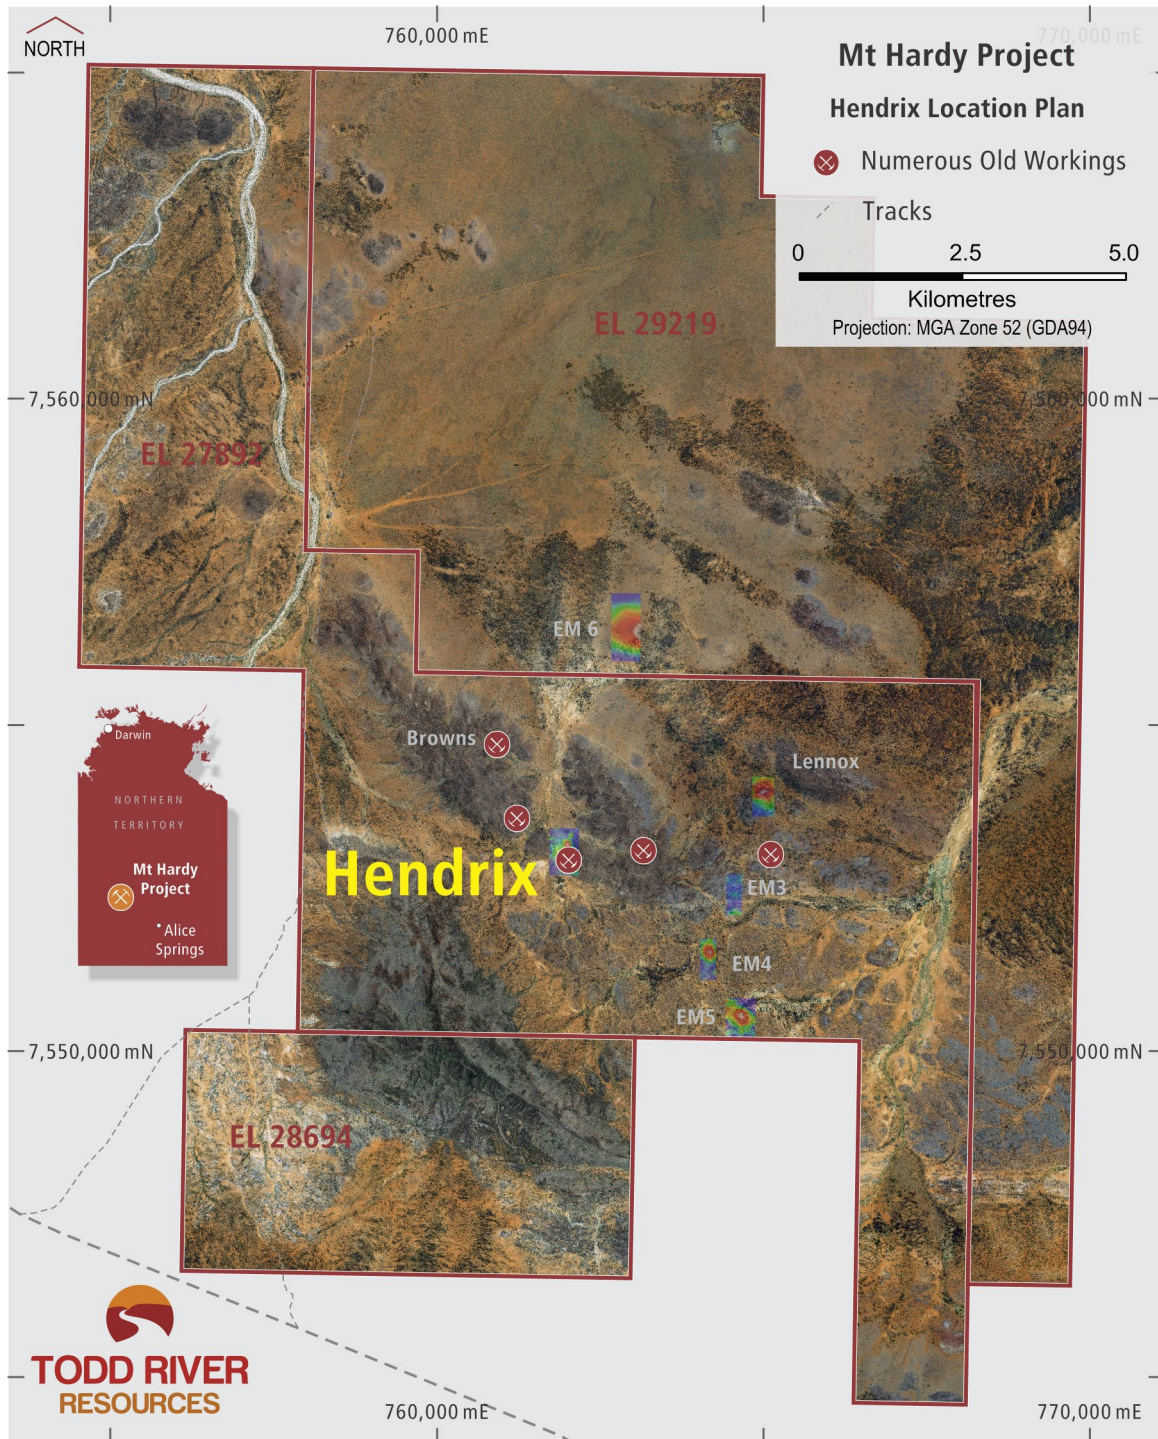 NORTH
760,000 mE
770,000 mE
Mt Hardy Project
Hendrix Location Plan
Numerous Old Workings
Tracks
0 2.5 5.0
Kilometres
Projection: MGA Zone 52 (GDA94)
EL 29219
7,560,000 mN
7,560,000 mN
EL 27892
EM 6
Browns
Lennox
Darwin
NORTHERN
TERRITORY
Mt Hardy
Project
Alice
Springs
Hendrix
EM3
EM4
EM5
7,550,000 mN
7,550,000 mN
EL 28694
TODD RIVER
RESOURCES
760,000 mE
770,000 mE